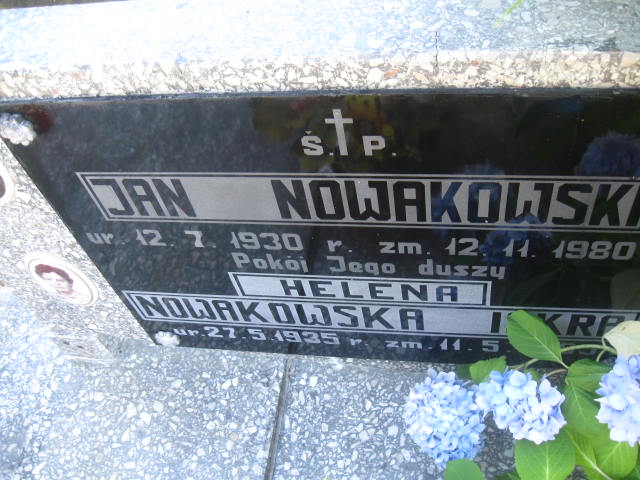 Ś. P.
JAN NOWAKOWSKI
ur. 12. 7. 1930 r. zm. 12. 11. 1980
Pokój Jego duszy
HELENA
NOWAKOWSKA
ur. 27. 5. 1935 r. zm. 11. 5